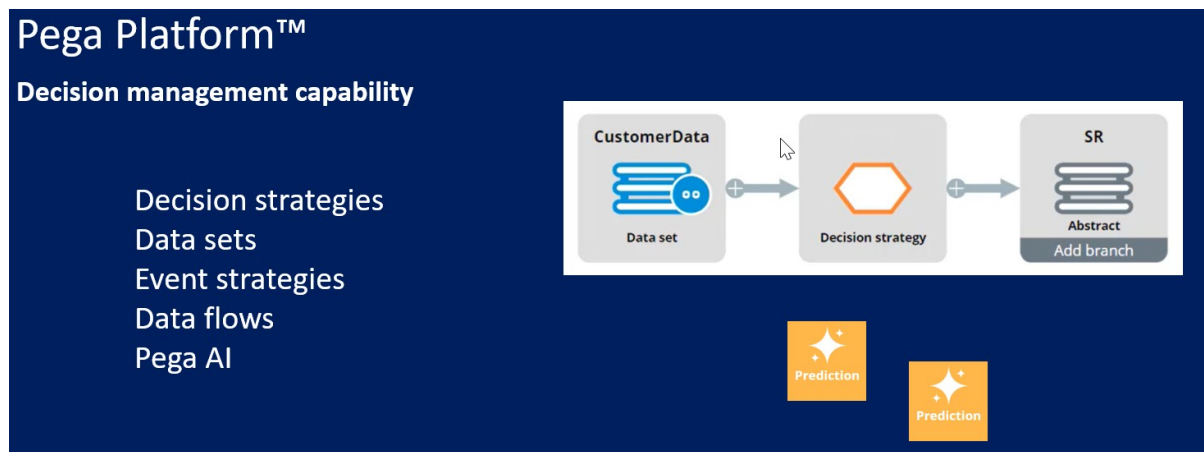 Pega Platform™
Decision management capability
Decision strategies
Data sets
Event strategies
Data flows
Pega AI
CustomerData
Data set
Decision strategy
SR
Abstract
Add branch
Prediction
Prediction